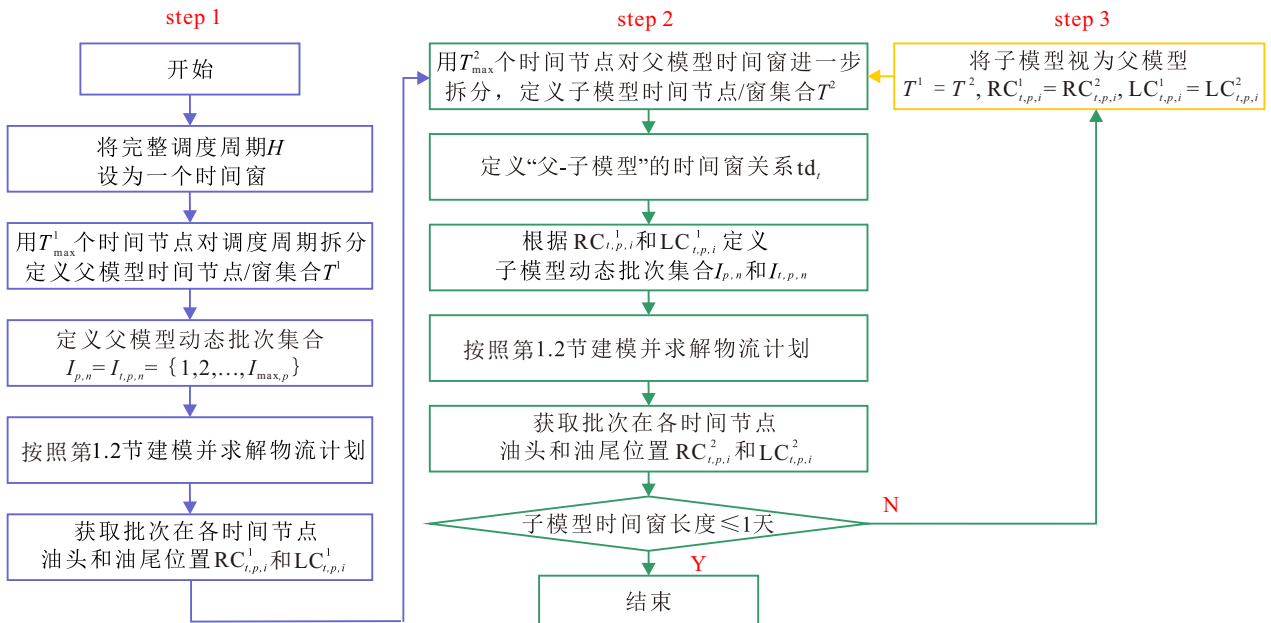 step 1
开始
将完整调度周期H
设为一个时间窗
用T¹ₘₐₓ个时间节点对调度周期拆分
定义父模型时间节点/窗集合T¹
定义父模型动态批次集合
Iₚ,ₙ=Iₜ,ₚ,ₙ={1,2,…,Iₘₐₓ,ₚ}
按照第1.2节建模并求解物流计划
获取批次在各时间节点
油头和油尾位置RC¹ₜ,ₚ,ᵢ和LC¹ₜ,ₚ,ᵢ
step 2
用T²ₘₐₓ个时间节点对父模型时间窗进一步
拆分，定义子模型时间节点/窗集合T²
定义“父-子模型”的时间窗关系tdₜ
根据RC¹ₜ,ₚ,ᵢ和LC¹ₜ,ₚ,ᵢ定义
子模型动态批次集合Iₚ,ₙ和Iₜ,ₚ,ₙ
按照第1.2节建模并求解物流计划
获取批次在各时间节点
油头和油尾位置RC²ₜ,ₚ,ᵢ和LC²ₜ,ₚ,ᵢ
子模型时间窗长度≤1天
N
Y
结束
step 3
将子模型视为父模型
T¹=T²,RC¹ₜ,ₚ,ᵢ=RC²ₜ,ₚ,ᵢ,LC¹ₜ,ₚ,ᵢ=LC²ₜ,ₚ,ᵢ